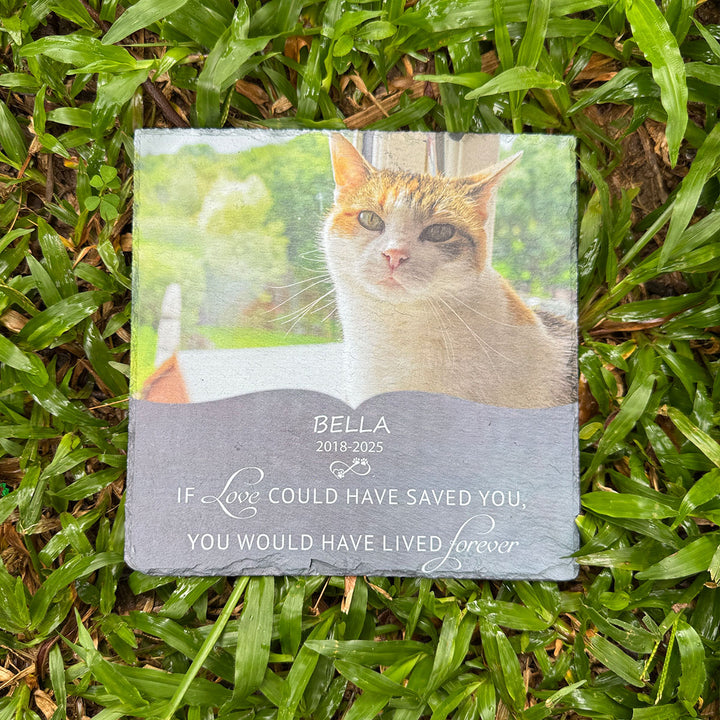 BELLA
2018-2025
IF Love COULD HAVE SAVED YOU,
YOU WOULD HAVE LIVED forever